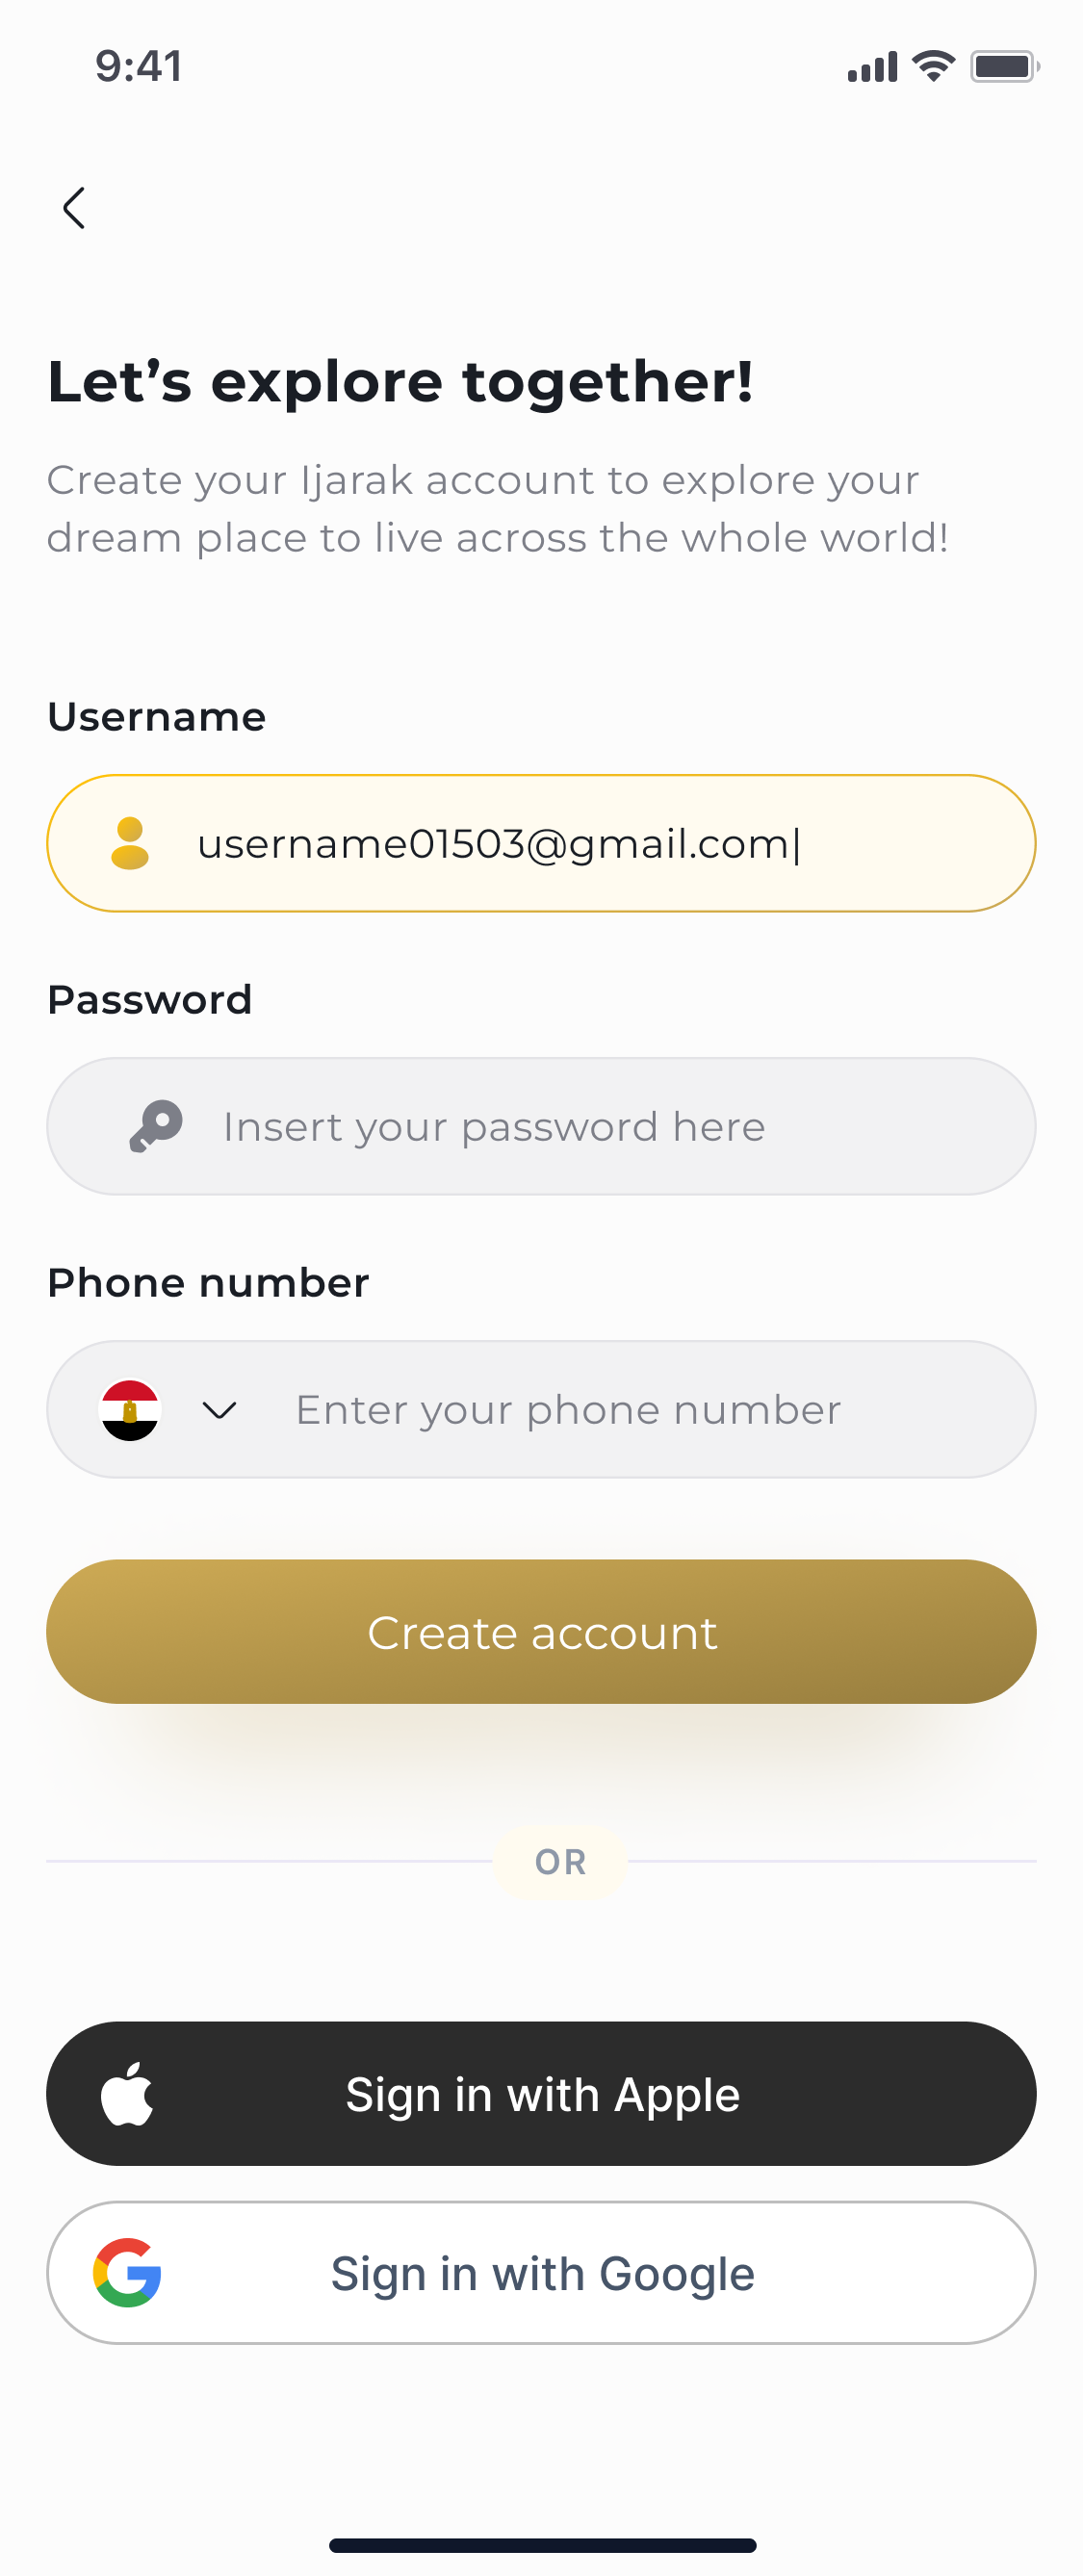 9:41
Let’s explore together!
Create your Ijarak account to explore your
dream place to live across the whole world!
Username
username01503@gmail.com|
Password
Insert your password here
Phone number
Enter your phone number
Create account
OR
Sign in with Apple
Sign in with Google